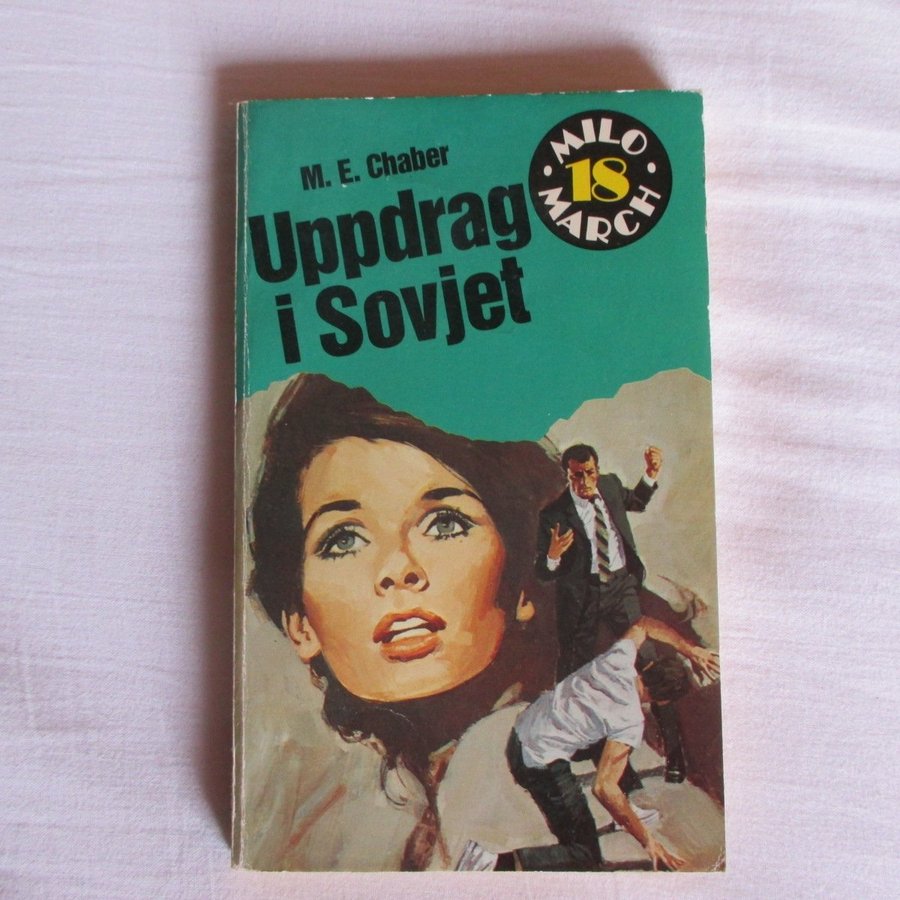 MILO
18
MARCH
M. E. Chaber
Uppdrag
i Sovjet